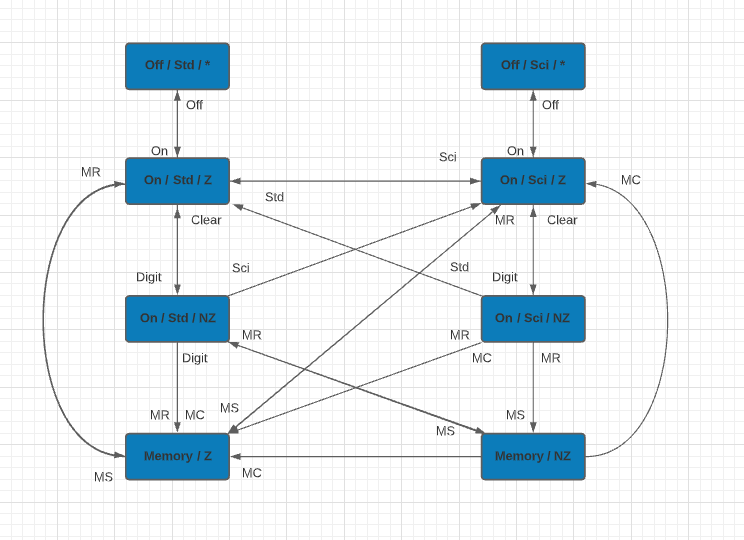 Off / Std / *
Off / Sci / *
Off
Off
On
On
Sci
MR
On / Std / Z
On / Sci / Z
MC
Std
Clear
MR
Clear
Sci
Std
Digit
Digit
On / Std / NZ
On / Sci / NZ
MR
MR
Digit
MC
MR
MS
MR
MC
MS
MS
Memory / Z
Memory / NZ
MC
MS